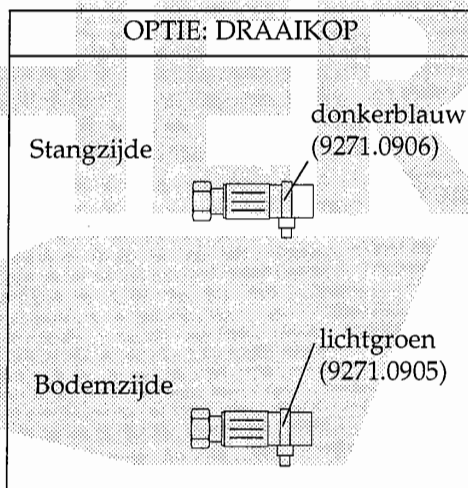 OPTIE: DRAAIKOP
donkerblauw
Stangzijde
(9271.0906)
lichtgroen
Bodemzijde
(9271.0905)